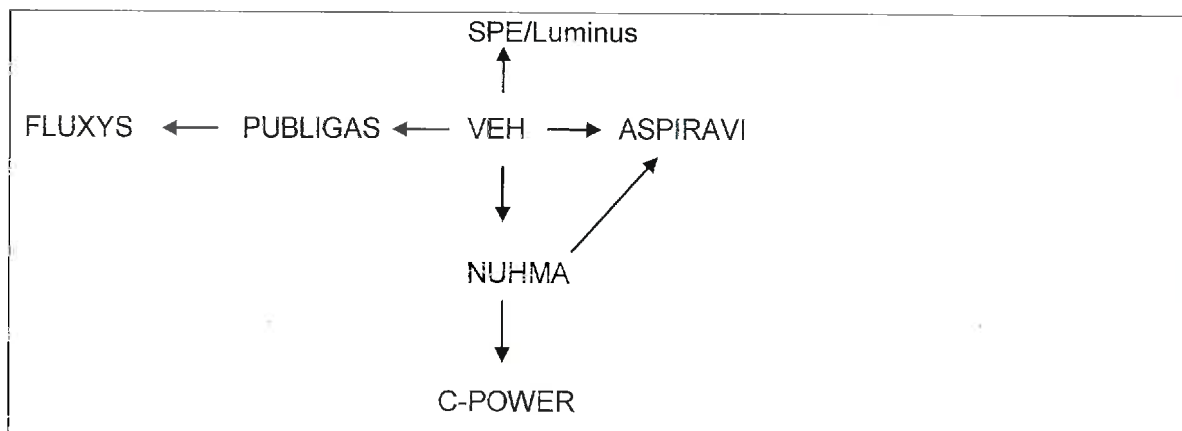 SPE/Luminus
FLUXYS PUBLIGAS VEH ASPIRAVI
NUHMA
C-POWER